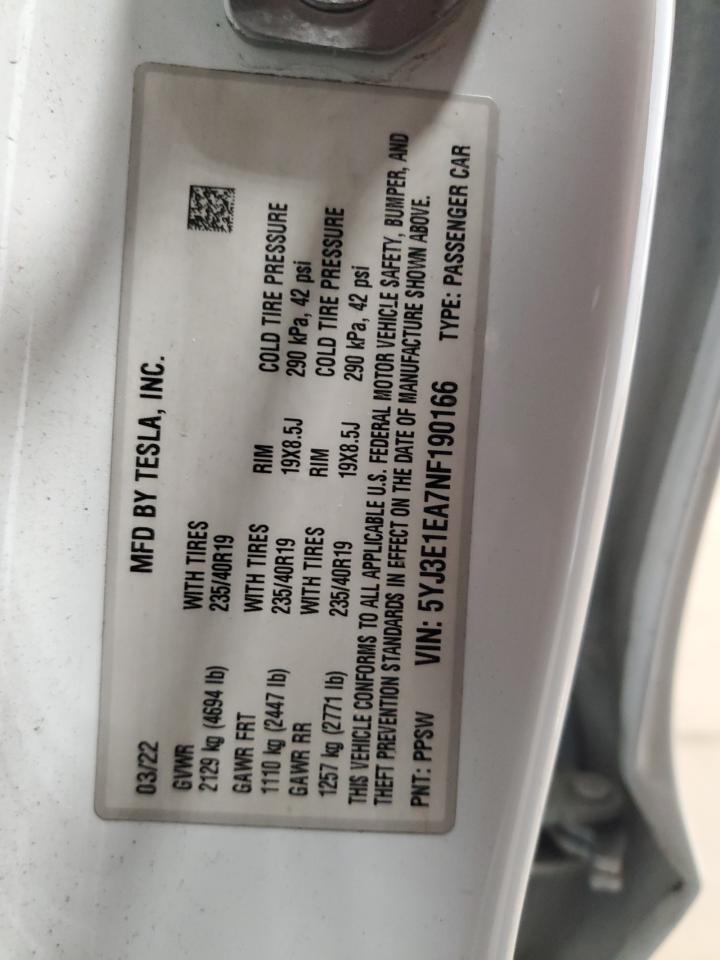 03/22 MFD BY TESLA, INC.
GVWR WITH TIRES
2129 kg (4694 lb) 235/40R19
GAWR FRT WITH TIRES RIM COLD TIRE PRESSURE
1110 kg (2447 lb) 235/40R19 19X8.5J 290 kPa, 42 psi
GAWR RR WITH TIRES RIM COLD TIRE PRESSURE
1257 kg (2771 lb) 235/40R19 19X8.5J 290 kPa, 42 psi
THIS VEHICLE CONFORMS TO ALL APPLICABLE U.S. FEDERAL MOTOR VEHICLE SAFETY, BUMPER, AND
THEFT PREVENTION STANDARDS IN EFFECT ON THE DATE OF MANUFACTURE SHOWN ABOVE.
PNT: PPSW VIN: 5YJ3E1EA7NF190166 TYPE: PASSENGER CAR